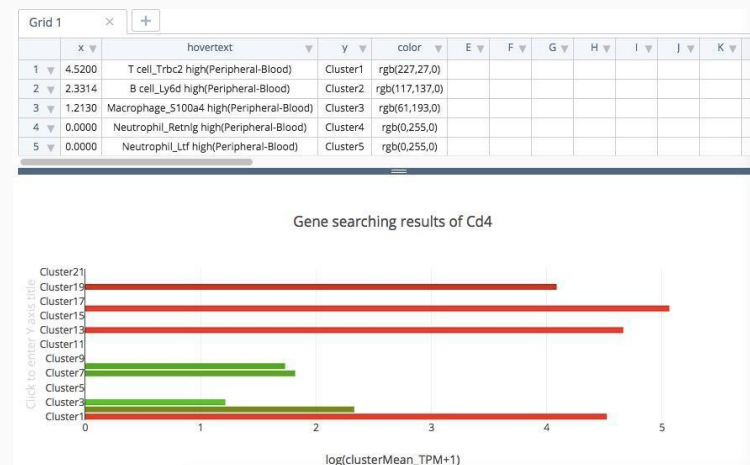 Grid 1 × +
x hovertext y color E F G H I J K
1 4.5200 T cell_Trbc2 high(Peripheral-Blood) Cluster1 rgb(227,27,0)
2 2.3314 B cell_Ly6d high(Peripheral-Blood) Cluster2 rgb(117,137,0)
3 1.2130 Macrophage_S100a4 high(Peripheral-Blood) Cluster3 rgb(61,193,0)
4 0.0000 Neutrophil_Retnlg high(Peripheral-Blood) Cluster4 rgb(0,255,0)
5 0.0000 Neutrophil_Ltf high(Peripheral-Blood) Cluster5 rgb(0,255,0)
Gene searching results of Cd4
Click to enter Y axis title
Cluster21
Cluster19
Cluster17
Cluster15
Cluster13
Cluster11
Cluster9
Cluster7
Cluster5
Cluster3
Cluster1
0 1 2 3 4 5
log(clusterMean_TPM+1)